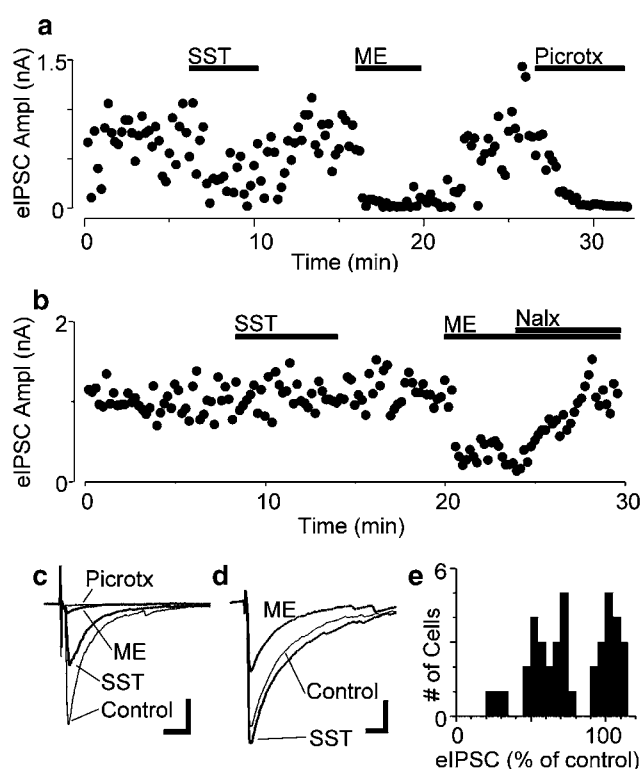 a
SST ME Picrotx
eIPSC Ampl (nA)
1.5
0
0 10 20 30
Time (min)
b
SST ME Nalx
eIPSC Ampl (nA)
2
1
0
0 10 20 30
Time (min)
c
Picrotx
ME
SST
Control
d
ME
Control
SST
e
# of Cells
6
0
0 100
eIPSC (% of control)